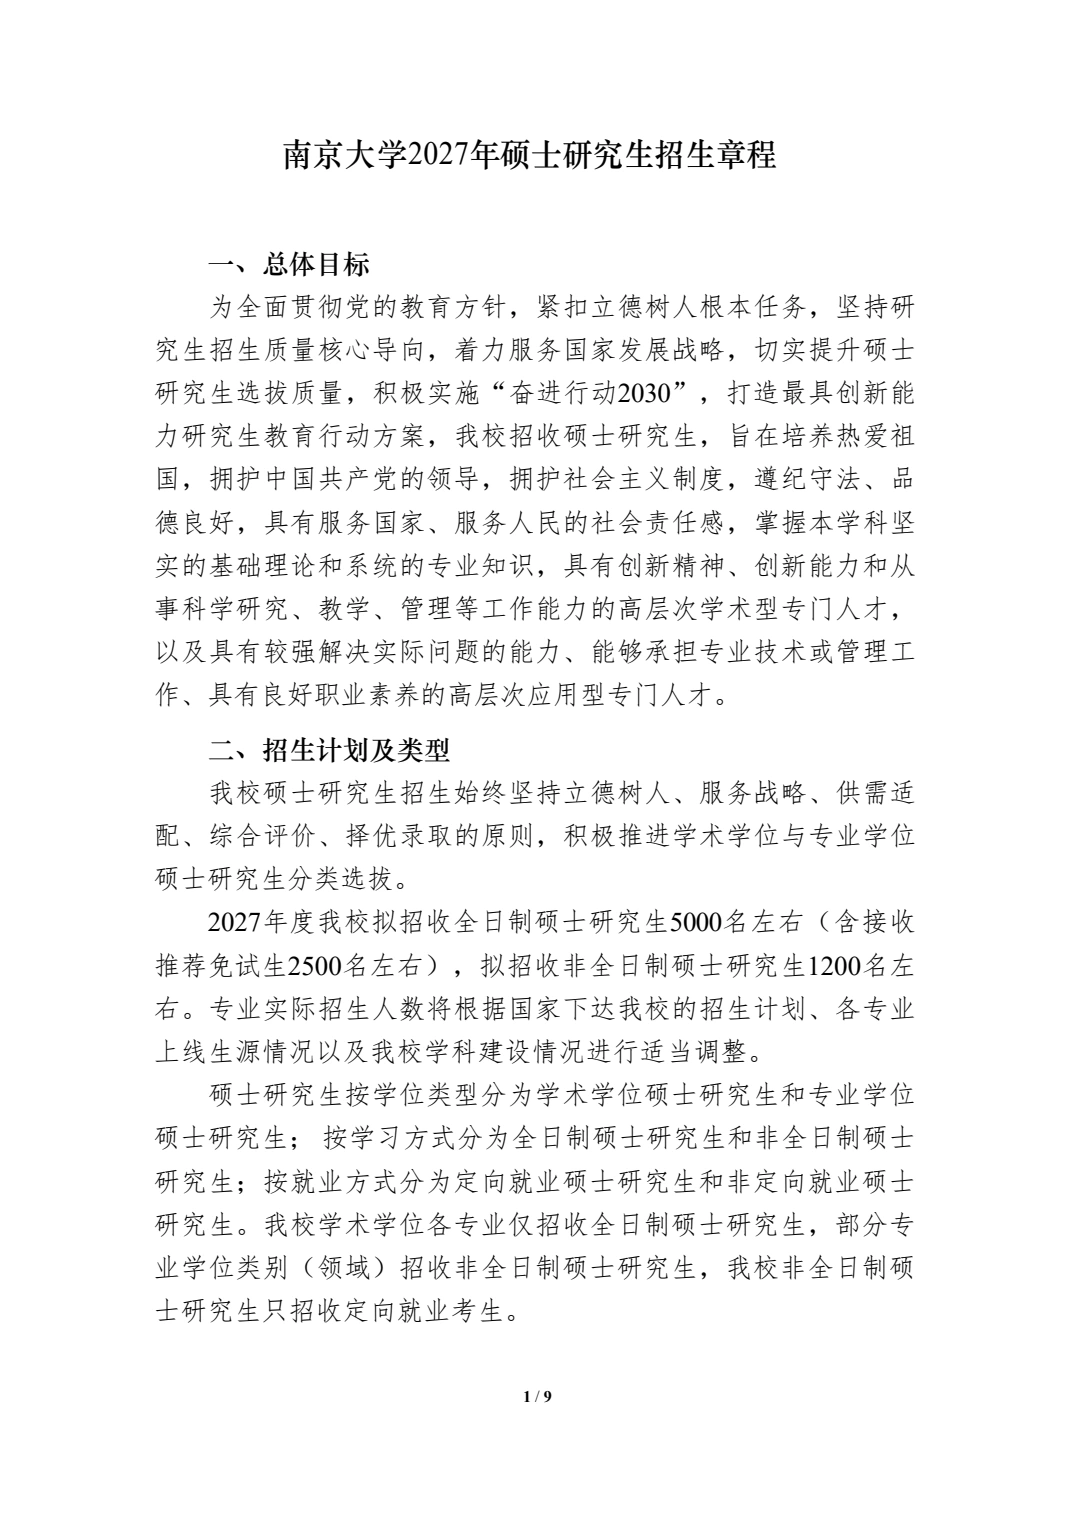 南京大学2027年硕士研究生招生章程
一、总体目标
为全面贯彻党的教育方针，紧扣立德树人根本任务，坚持研
究生招生质量核心导向，着力服务国家发展战略，切实提升硕士
研究生选拔质量，积极实施“奋进行动2030”，打造最具创新能
力研究生教育行动方案，我校招收硕士研究生，旨在培养热爱祖
国，拥护中国共产党的领导，拥护社会主义制度，遵纪守法、品
德良好，具有服务国家、服务人民的社会责任感，掌握本学科坚
实的基础理论和系统的专业知识，具有创新精神、创新能力和从
事科学研究、教学、管理等工作能力的高层次学术型专门人才，
以及具有较强解决实际问题的能力、能够承担专业技术或管理工
作、具有良好职业素养的高层次应用型专门人才。
二、招生计划及类型
我校硕士研究生招生始终坚持立德树人、服务战略、供需适
配、综合评价、择优录取的原则，积极推进学术学位与专业学位
硕士研究生分类选拔。
2027年度我校拟招收全日制硕士研究生5000名左右（含接收
推荐免试生2500名左右），拟招收非全日制硕士研究生1200名左
右。专业实际招生人数将根据国家下达我校的招生计划、各专业
上线生源情况以及我校学科建设情况进行适当调整。
硕士研究生按学位类型分为学术学位硕士研究生和专业学位
硕士研究生； 按学习方式分为全日制硕士研究生和非全日制硕士
研究生；按就业方式分为定向就业硕士研究生和非定向就业硕士
研究生。我校学术学位各专业仅招收全日制硕士研究生，部分专
业学位类别（领域）招收非全日制硕士研究生，我校非全日制硕
士研究生只招收定向就业考生。
1 / 9